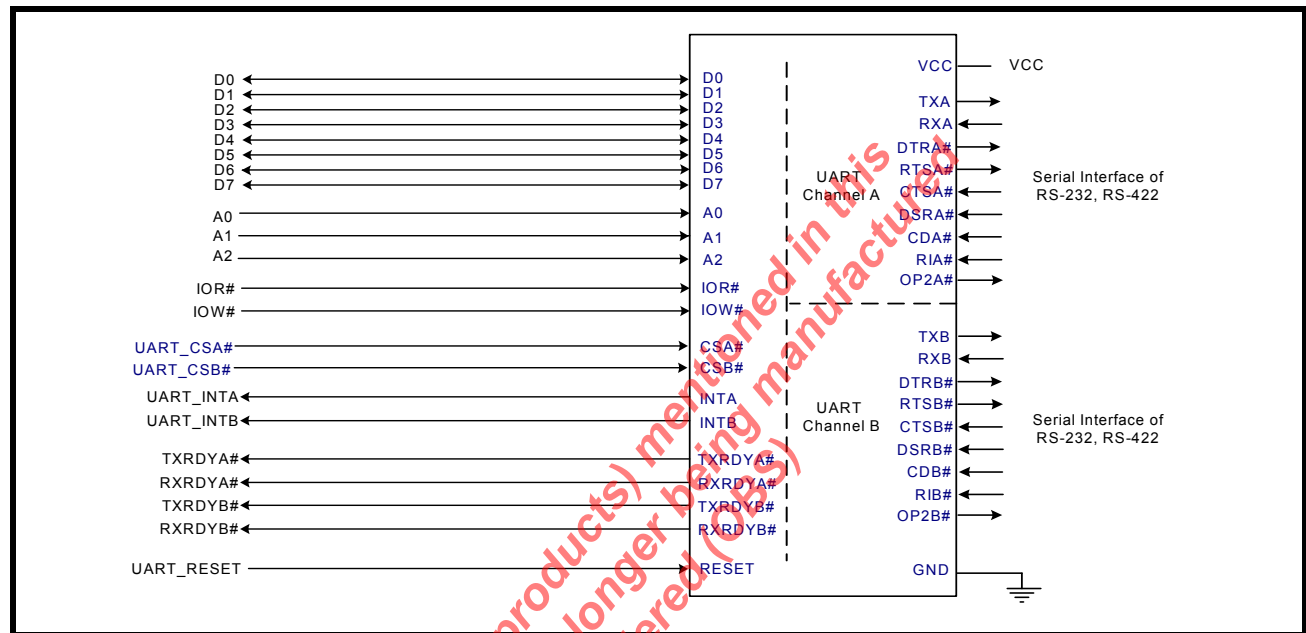 D0
D1
D2
D3
D4
D5
D6
D7
A0
A1
A2
IOR#
IOW#
UART_CSA#
UART_CSB#
UART_INTA
UART_INTB
TXRDYA#
RXRDYA#
TXRDYB#
RXRDYB#
UART_RESET
D0
D1
D2
D3
D4
D5
D6
D7
A0
A1
A2
IOR#
IOW#
CSA#
CSB#
INTA
INTB
TXRDYA#
RXRDYA#
TXRDYB#
RXRDYB#
RESET
UART
Channel A
UART
Channel B
VCC
TXA
RXA
DTRA#
RTSA#
CTSA#
DSRA#
CDA#
RIA#
OP2A#
TXB
RXB
DTRB#
RTSB#
CTSB#
DSRB#
CDB#
RIB#
OP2B#
GND
VCC
Serial Interface of
RS-232, RS-422
Serial Interface of
RS-232, RS-422
products) mentioned in this
longer being manufactured
ered (OBS)